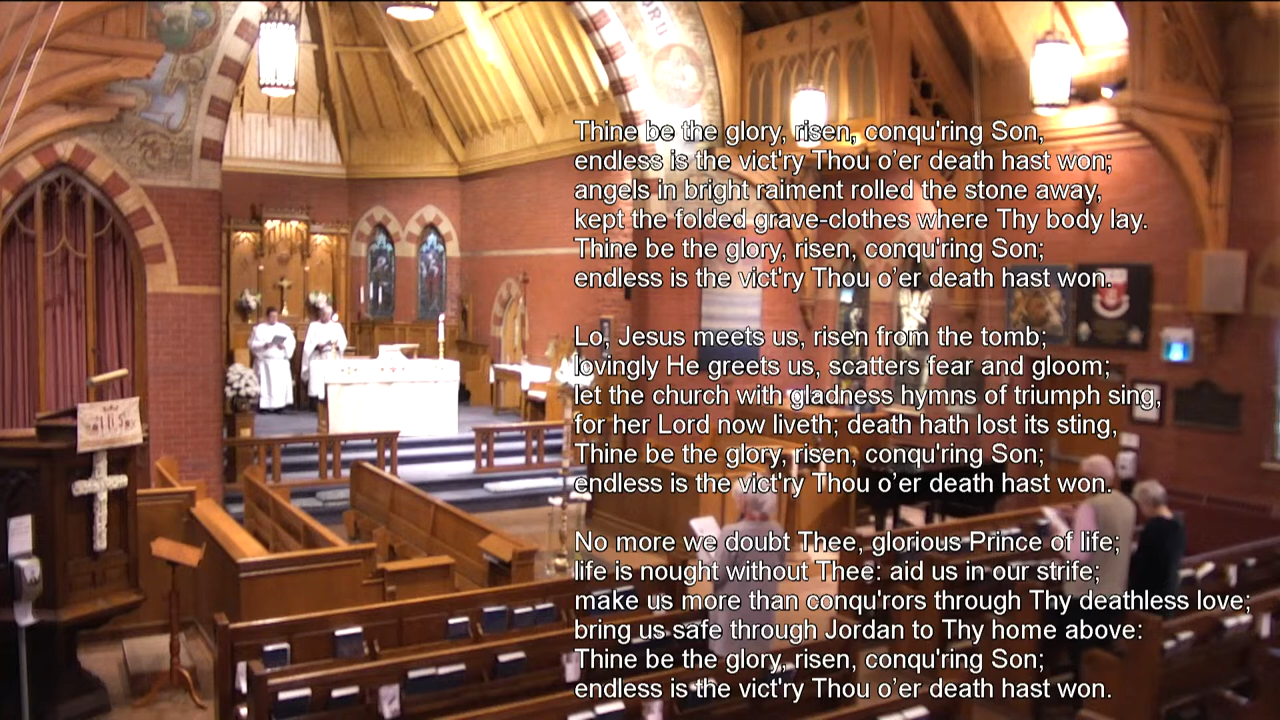 Thine be the glory, risen, conqu'ring Son,
endless is the vict'ry Thou o’er death hast won;
angels in bright raiment rolled the stone away,
kept the folded grave-clothes where Thy body lay.
Thine be the glory, risen, conqu'ring Son;
endless is the vict'ry Thou o’er death hast won.
Lo, Jesus meets us, risen from the tomb;
lovingly He greets us, scatters fear and gloom;
let the church with gladness hymns of triumph sing,
for her Lord now liveth; death hath lost its sting,
Thine be the glory, risen, conqu'ring Son;
endless is the vict'ry Thou o’er death hast won.
No more we doubt Thee, glorious Prince of life;
life is nought without Thee: aid us in our strife;
make us more than conqu'rors through Thy deathless love;
bring us safe through Jordan to Thy home above:
Thine be the glory, risen, conqu'ring Son;
endless is the vict'ry Thou o’er death hast won.
IHS